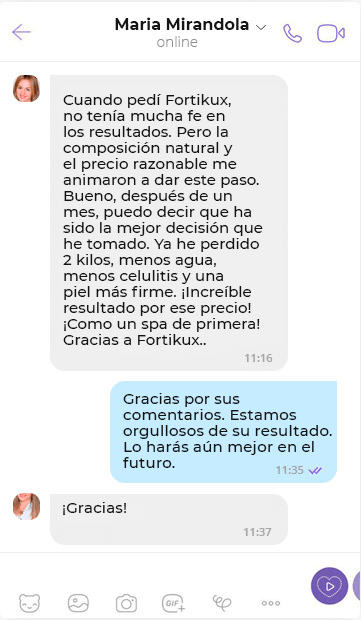 Maria Mirandola
online
Cuando pedí Fortikux,
no tenía mucha fe en
los resultados. Pero la
composición natural y
el precio razonable me
animaron a dar este paso.
Bueno, después de un
mes, puedo decir que ha
sido la mejor decisión que
he tomado. Ya he perdido
2 kilos, menos agua,
menos celulitis y una
piel más firme. ¡Increíble
resultado por ese precio!
¡Como un spa de primera!
Gracias a Fortikux..
11:16
Gracias por sus
comentarios. Estamos
orgullosos de su resultado.
Lo harás aún mejor en el
futuro.
11:35
¡Gracias!
11:37
GIF